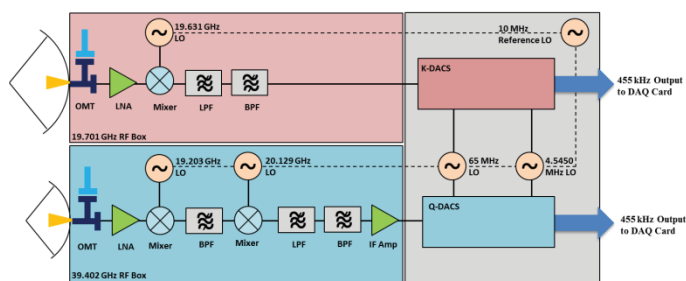 19.631 GHz
LO
10 MHz
Reference LO
K-DACS
455 kHz Output
to DAQ Card
OMT
LNA
Mixer
LPF
BPF
19.701 GHz RF Box
19.203 GHz
LO
20.129 GHz
LO
65 MHz
LO
4.5450
MHz LO
Q-DACS
455 kHz Output
to DAQ Card
OMT
LNA
Mixer
BPF
Mixer
LPF
BPF
IF Amp
39.402 GHz RF Box